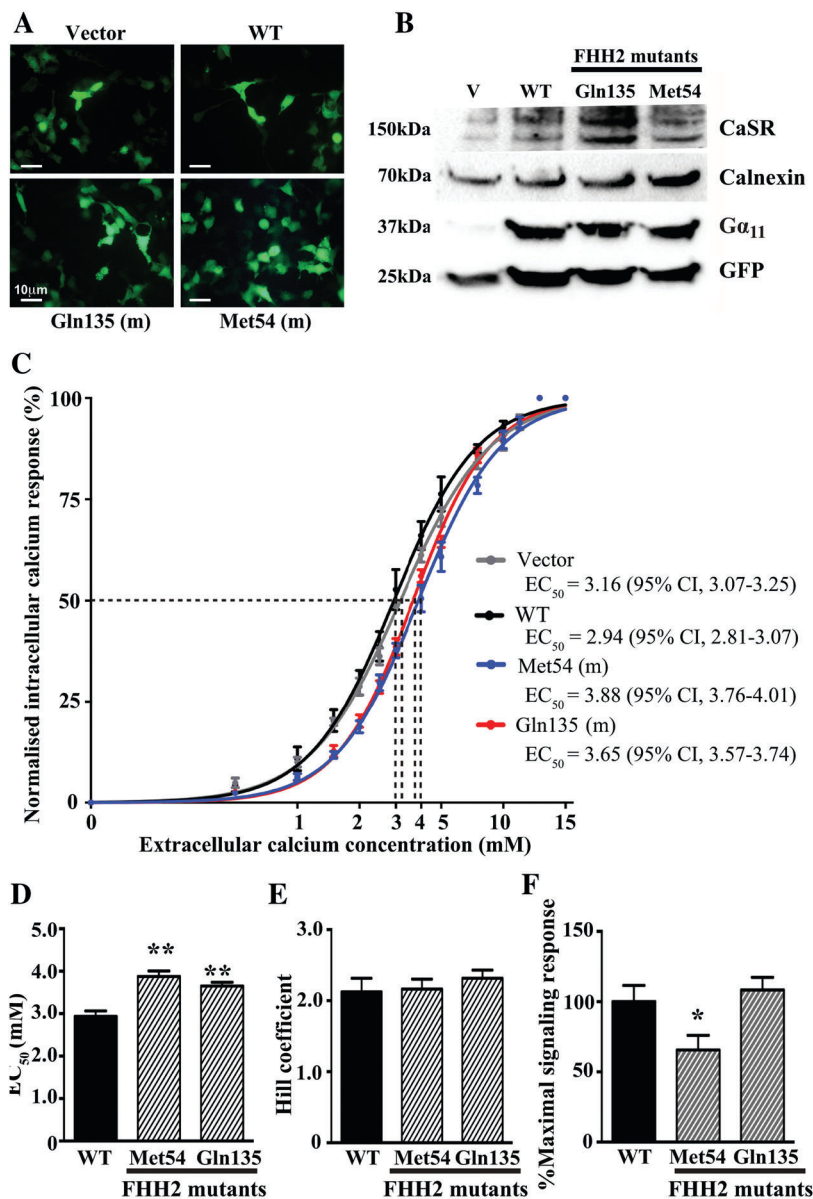 A
Vector
WT
10µm
Gln135 (m)
Met54 (m)
B
FHH2 mutants
V WT Gln135 Met54
150kDa CaSR
70kDa Calnexin
37kDa Gα11
25kDa GFP
C
Normalised intracellular calcium response (%)
100
75
50
25
0
0 1 2 3 4 5 10 15
Extracellular calcium concentration (mM)
Vector
EC50 = 3.16 (95% CI, 3.07-3.25)
WT
EC50 = 2.94 (95% CI, 2.81-3.07)
Met54 (m)
EC50 = 3.88 (95% CI, 3.76-4.01)
Gln135 (m)
EC50 = 3.65 (95% CI, 3.57-3.74)
D
EC50 (mM)
5.0
4.0
3.0
2.0
1.0
0
** **
WT Met54 Gln135
FHH2 mutants
E
Hill coefficient
3.0
2.0
1.0
0
WT Met54 Gln135
FHH2 mutants
F
%Maximal signaling response
150
100
50
0
*
WT Met54 Gln135
FHH2 mutants